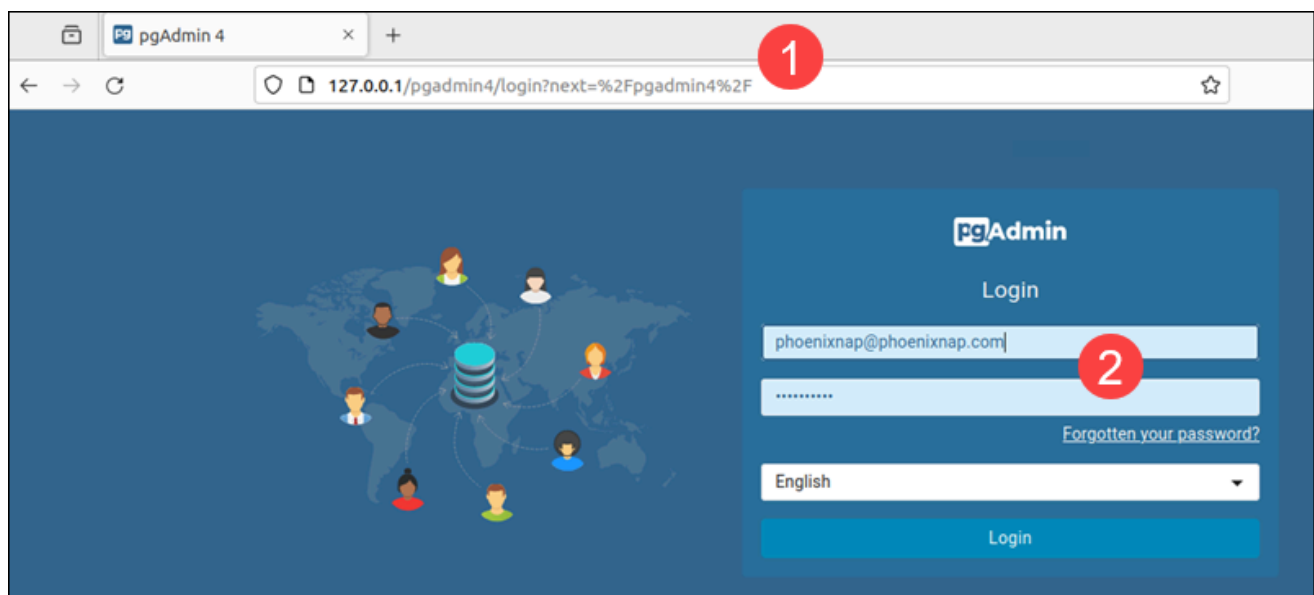 pgAdmin 4
1
127.0.0.1/pgadmin4/login?next=%2Fpgadmin4%2F
pgAdmin
Login
phoenixnap@phoenixnap.com
2
••••••••••
Forgotten your password?
English
Login